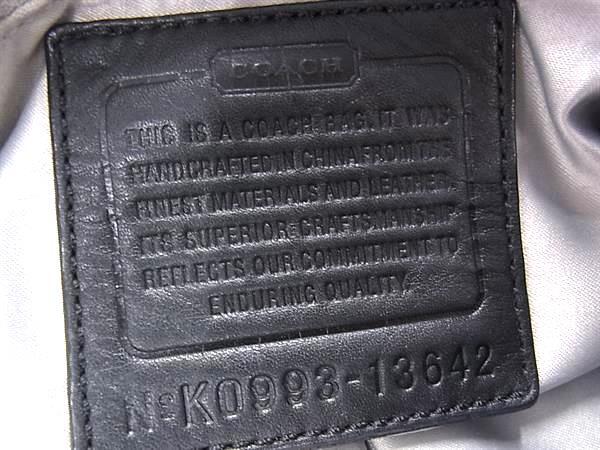 COACH
THIS IS A COACH BAG. IT WAS
HANDCRAFTED IN CHINA FROM THE
FINEST MATERIALS AND LEATHER.
ITS SUPERIOR CRAFTSMANSHIP
REFLECTS OUR COMMITMENT TO
ENDURING QUALITY.
Nº K0993-13642